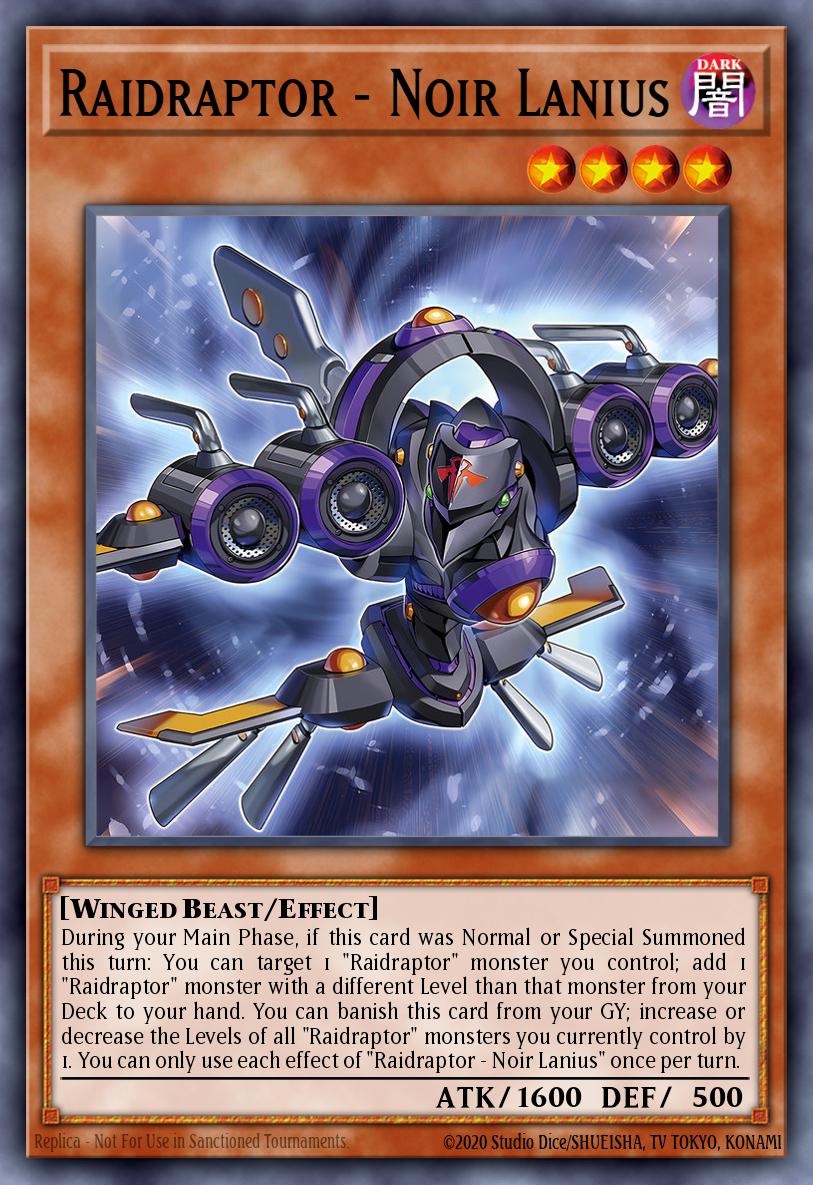 Raidraptor - Noir Lanius
DARK
闇
[Winged Beast/Effect]
During your Main Phase, if this card was Normal or Special Summoned
this turn: You can target 1 "Raidraptor" monster you control; add 1
"Raidraptor" monster with a different Level than that monster from your
Deck to your hand. You can banish this card from your GY; increase or
decrease the Levels of all "Raidraptor" monsters you currently control by
1. You can only use each effect of "Raidraptor - Noir Lanius" once per turn.
ATK/1600 DEF/ 500
Replica - Not For Use in Sanctioned Tournaments.
©2020 Studio Dice/SHUEISHA, TV TOKYO, KONAMI